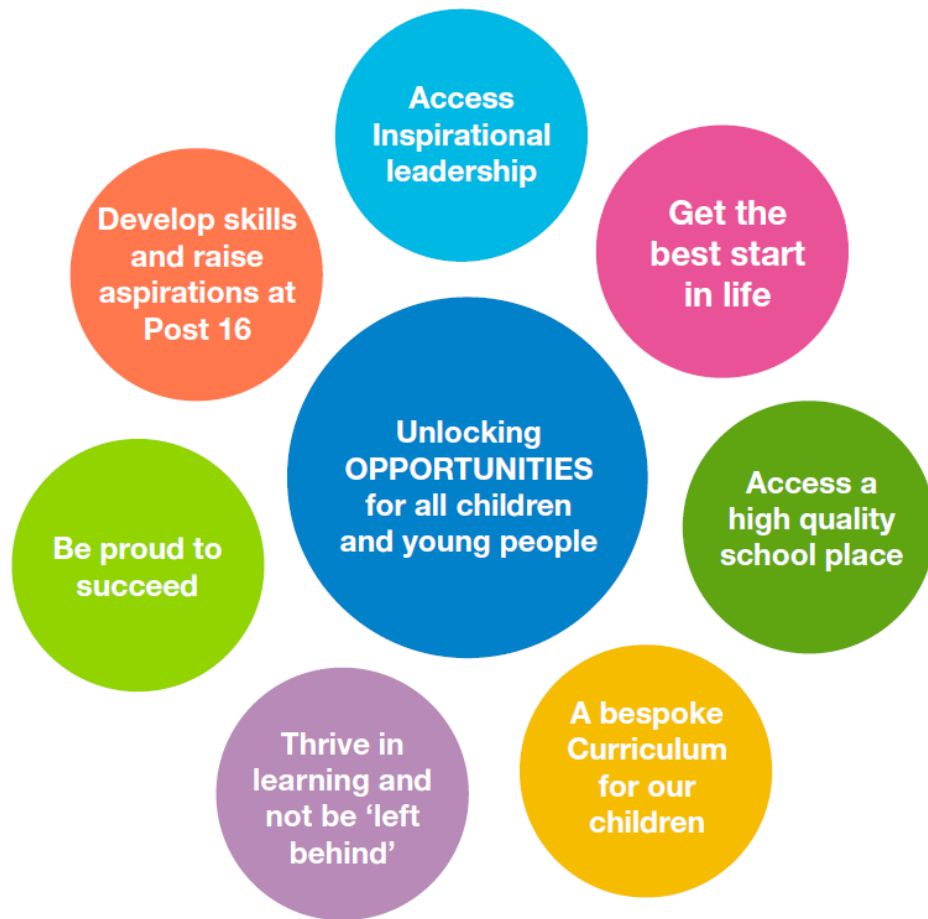 Access
Inspirational
leadership
Get the
best start
in life
Access a
high quality
school place
A bespoke
Curriculum
for our
children
Thrive in
learning and
not be ‘left
behind’
Be proud to
succeed
Develop skills
and raise
aspirations at
Post 16
Unlocking
OPPORTUNITIES
for all children
and young people